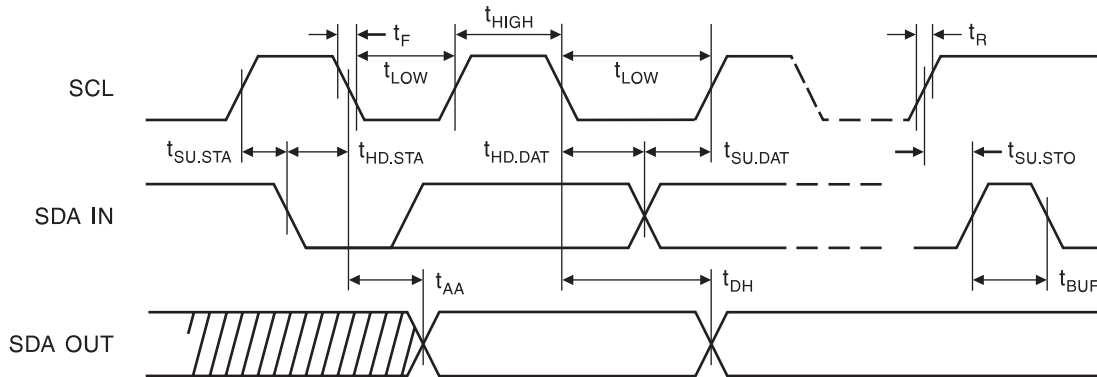 t_HIGH
t_F
t_R
t_LOW
t_LOW
SCL
t_SU.STA
t_HD.STA
t_HD.DAT
t_SU.DAT
t_SU.STO
SDA IN
t_AA
t_DH
t_BUF
SDA OUT